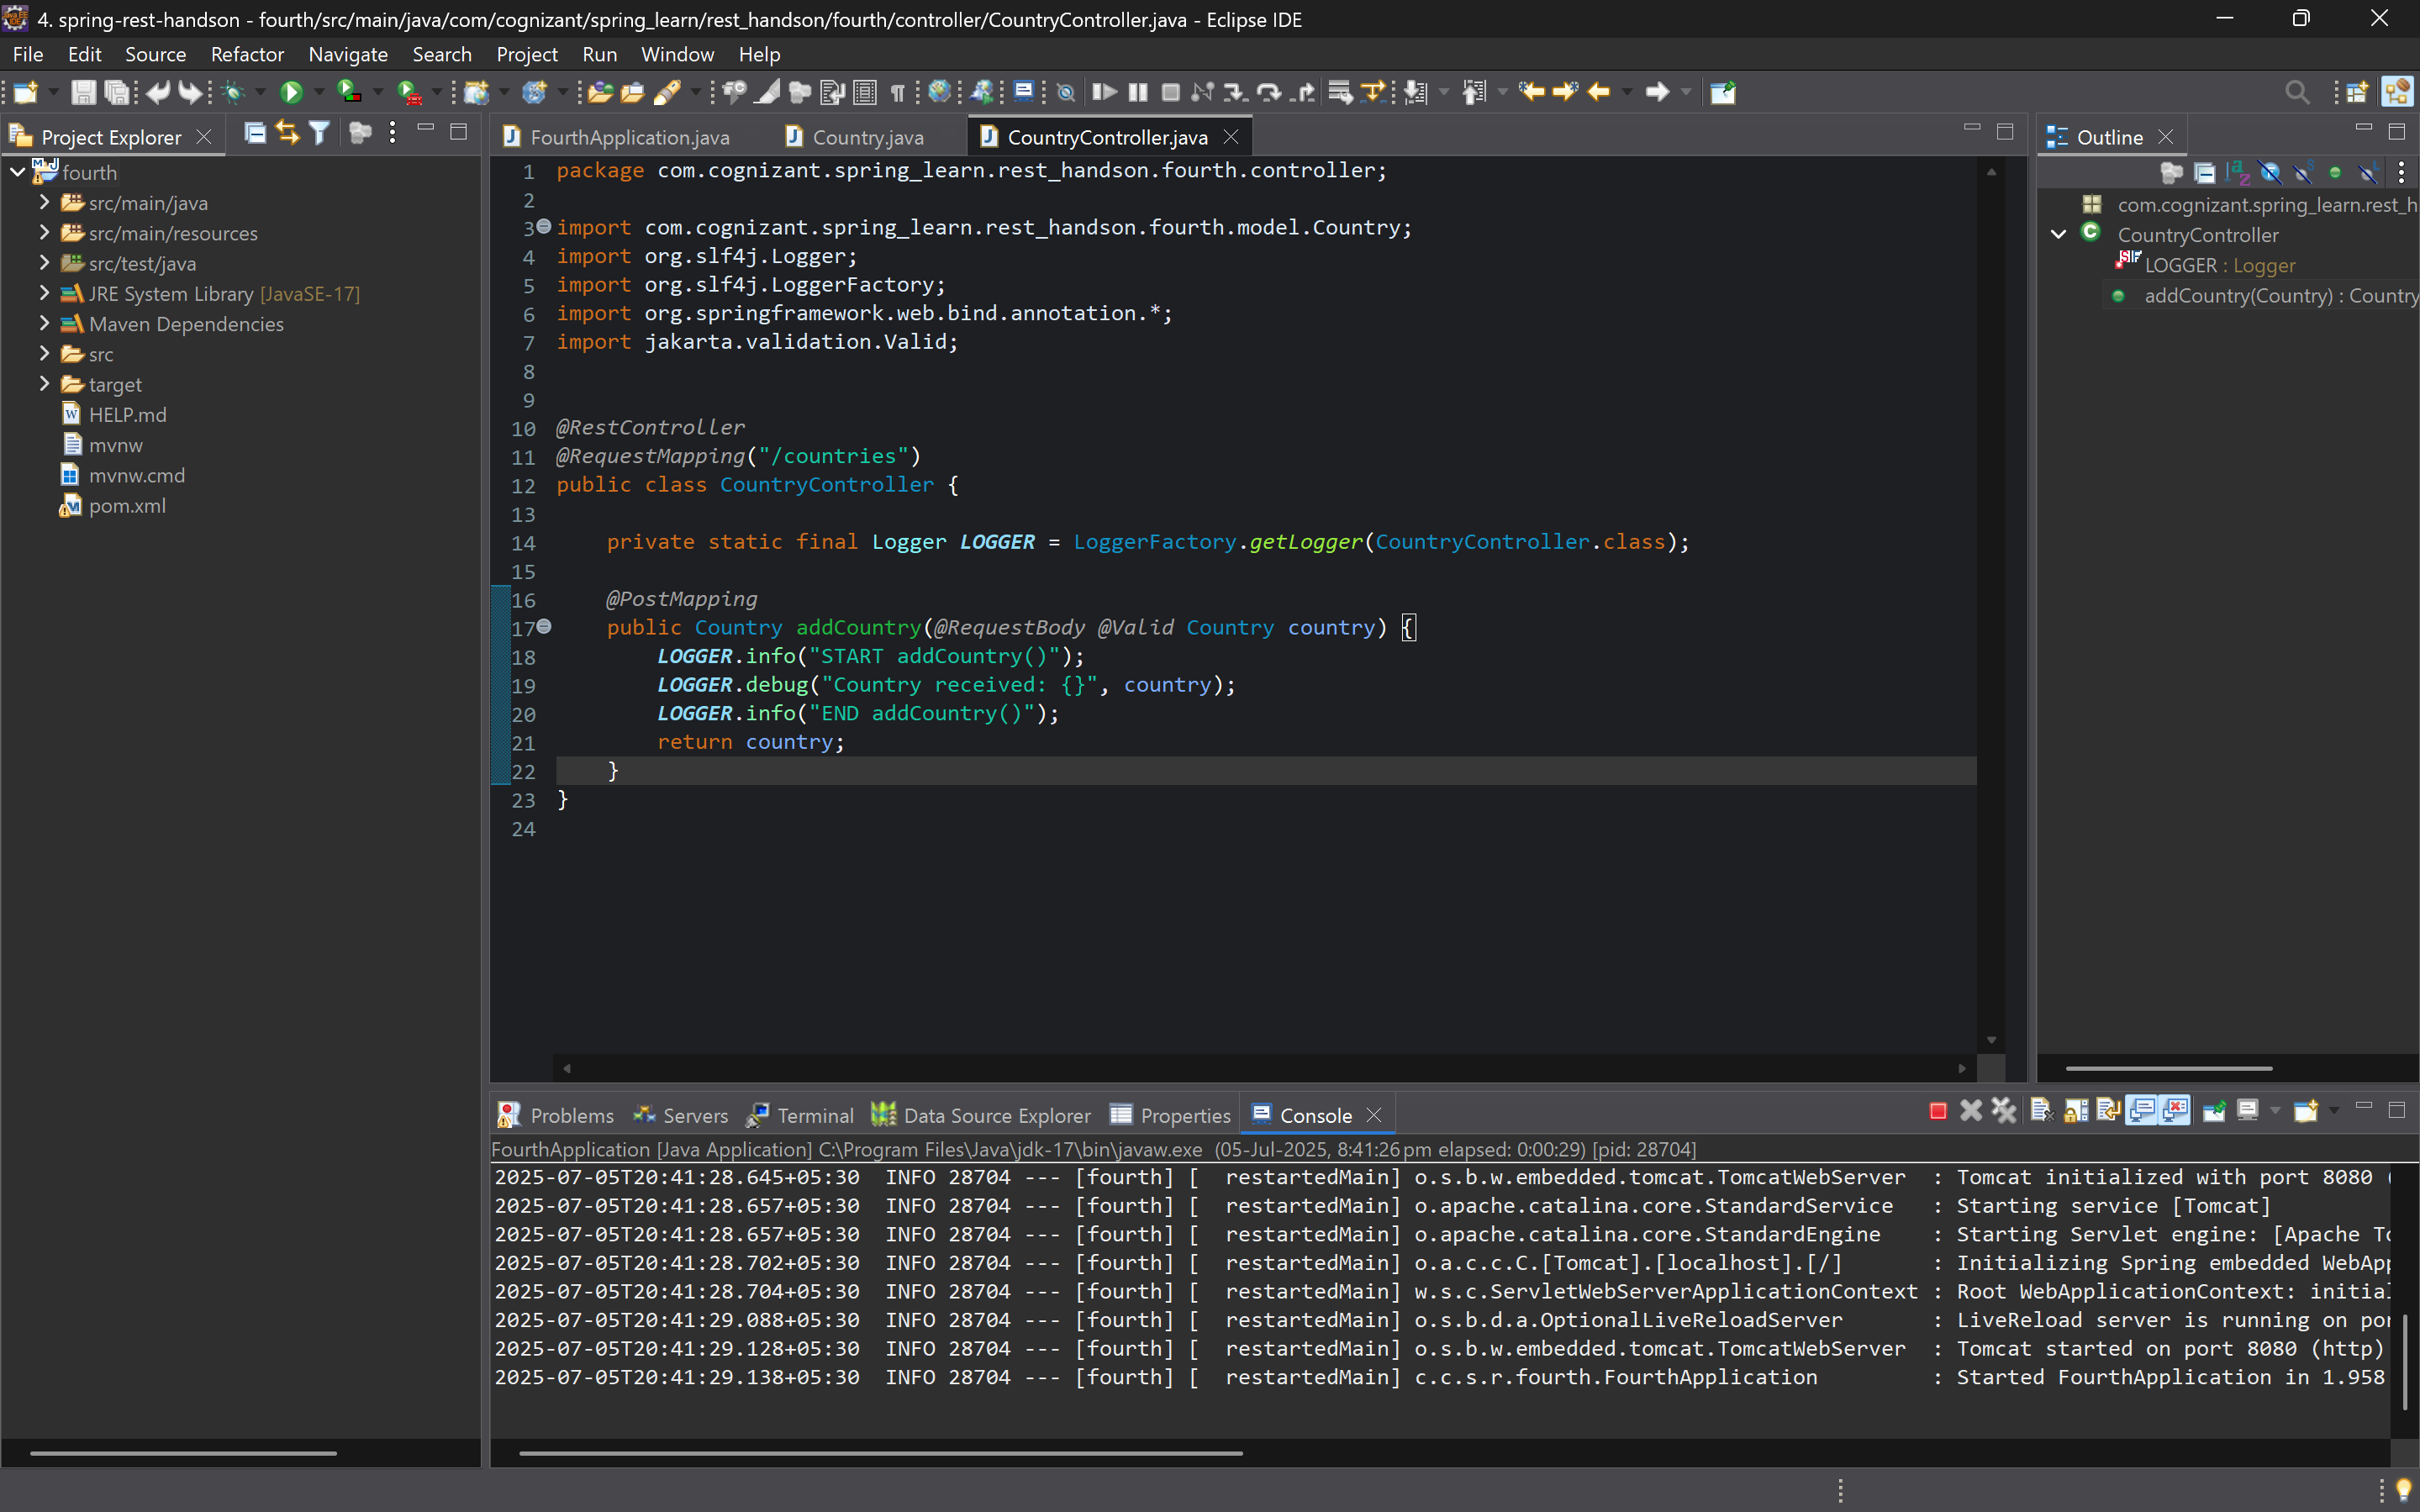 4. spring-rest-handson - fourth/src/main/java/com/cognizant/spring_learn/rest_handson/fourth/controller/CountryController.java - Eclipse IDE
File Edit Source Refactor Navigate Search Project Run Window Help
Project Explorer
fourth
src/main/java
src/main/resources
src/test/java
JRE System Library [JavaSE-17]
Maven Dependencies
src
target
HELP.md
mvnw
mvnw.cmd
pom.xml
FourthApplication.java Country.java CountryController.java
1 package com.cognizant.spring_learn.rest_handson.fourth.controller;
2
3 import com.cognizant.spring_learn.rest_handson.fourth.model.Country;
4 import org.slf4j.Logger;
5 import org.slf4j.LoggerFactory;
6 import org.springframework.web.bind.annotation.*;
7 import jakarta.validation.Valid;
8
9
10 @RestController
11 @RequestMapping("/countries")
12 public class CountryController {
13
14 private static final Logger LOGGER = LoggerFactory.getLogger(CountryController.class);
15
16 @PostMapping
17 public Country addCountry(@RequestBody @Valid Country country) {
18 LOGGER.info("START addCountry()");
19 LOGGER.debug("Country received: {}", country);
20 LOGGER.info("END addCountry()");
21 return country;
22 }
23 }
24
Outline
com.cognizant.spring_learn.rest_h
CountryController
LOGGER : Logger
addCountry(Country) : Country
Problems Servers Terminal Data Source Explorer Properties Console
FourthApplication [Java Application] C:\Program Files\Java\jdk-17\bin\javaw.exe (05-Jul-2025, 8:41:26 pm elapsed: 0:00:29) [pid: 28704]
2025-07-05T20:41:28.645+05:30 INFO 28704 --- [fourth] [ restartedMain] o.s.b.w.embedded.tomcat.TomcatWebServer : Tomcat initialized with port 8080 (
2025-07-05T20:41:28.657+05:30 INFO 28704 --- [fourth] [ restartedMain] o.apache.catalina.core.StandardService : Starting service [Tomcat]
2025-07-05T20:41:28.657+05:30 INFO 28704 --- [fourth] [ restartedMain] o.apache.catalina.core.StandardEngine : Starting Servlet engine: [Apache To
2025-07-05T20:41:28.702+05:30 INFO 28704 --- [fourth] [ restartedMain] o.a.c.c.C.[Tomcat].[localhost].[/] : Initializing Spring embedded WebApp
2025-07-05T20:41:28.704+05:30 INFO 28704 --- [fourth] [ restartedMain] w.s.c.ServletWebServerApplicationContext : Root WebApplicationContext: initial
2025-07-05T20:41:29.088+05:30 INFO 28704 --- [fourth] [ restartedMain] o.s.b.d.a.OptionalLiveReloadServer : LiveReload server is running on por
2025-07-05T20:41:29.128+05:30 INFO 28704 --- [fourth] [ restartedMain] o.s.b.w.embedded.tomcat.TomcatWebServer : Tomcat started on port 8080 (http)
2025-07-05T20:41:29.138+05:30 INFO 28704 --- [fourth] [ restartedMain] c.c.s.r.fourth.FourthApplication : Started FourthApplication in 1.958